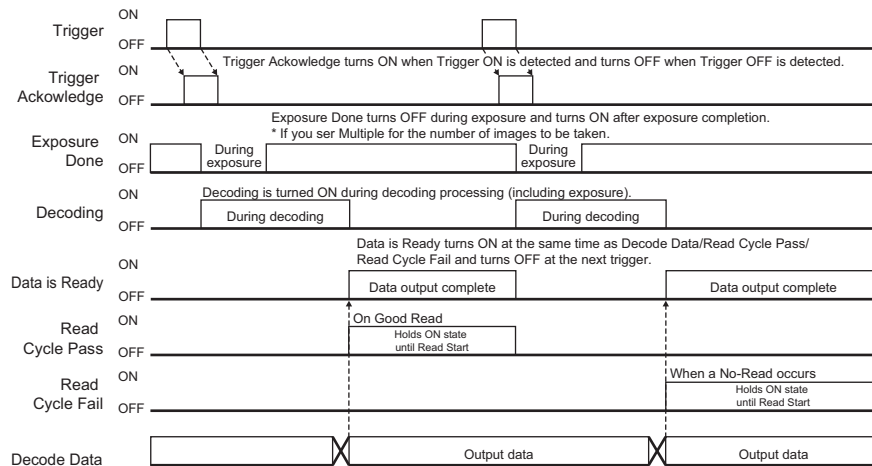 ON
Trigger
OFF
ON
Trigger Ackowledge turns ON when Trigger ON is detected and turns OFF when Trigger OFF is detected.
Trigger
Ackowledge
OFF
Exposure Done turns OFF during exposure and turns ON after exposure completion.
* If you ser Multiple for the number of images to be taken.
ON
Exposure
Done
OFF
During
exposure
During
exposure
ON
Decoding is turned ON during decoding processing (including exposure).
Decoding
OFF
During decoding
During decoding
Data is Ready turns ON at the same time as Decode Data/Read Cycle Pass/
Read Cycle Fail and turns OFF at the next trigger.
ON
Data is Ready
OFF
Data output complete
Data output complete
ON
On Good Read
Read
Cycle Pass
OFF
Holds ON state
until Read Start
ON
When a No-Read occurs
Read
Cycle Fail
OFF
Holds ON state
until Read Start
Decode Data
Output data
Output data